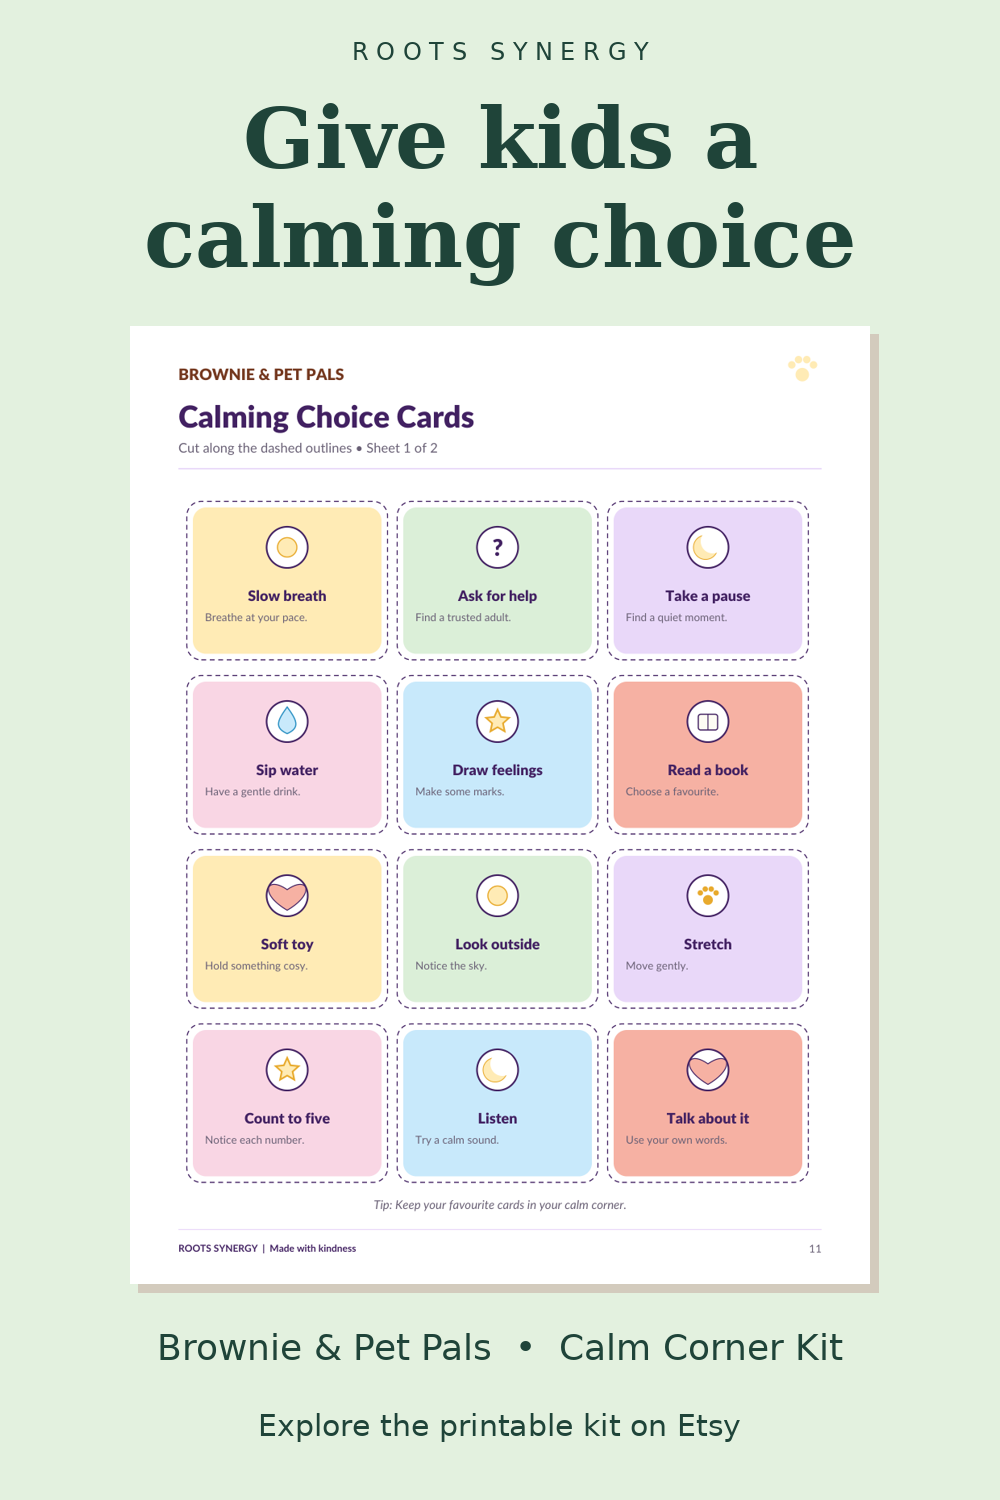 ROOTS SYNERGY
Give kids a
calming choice
BROWNIE & PET PALS
Calming Choice Cards
Cut along the dashed outlines • Sheet 1 of 2
Slow breath
Breathe at your pace.
?
Ask for help
Find a trusted adult.
Take a pause
Find a quiet moment.
Sip water
Have a gentle drink.
Draw feelings
Make some marks.
Read a book
Choose a favourite.
Soft toy
Hold something cosy.
Look outside
Notice the sky.
Stretch
Move gently.
Count to five
Notice each number.
Listen
Try a calm sound.
Talk about it
Use your own words.
Tip: Keep your favourite cards in your calm corner.
ROOTS SYNERGY | Made with kindness
11
Brownie & Pet Pals • Calm Corner Kit
Explore the printable kit on Etsy